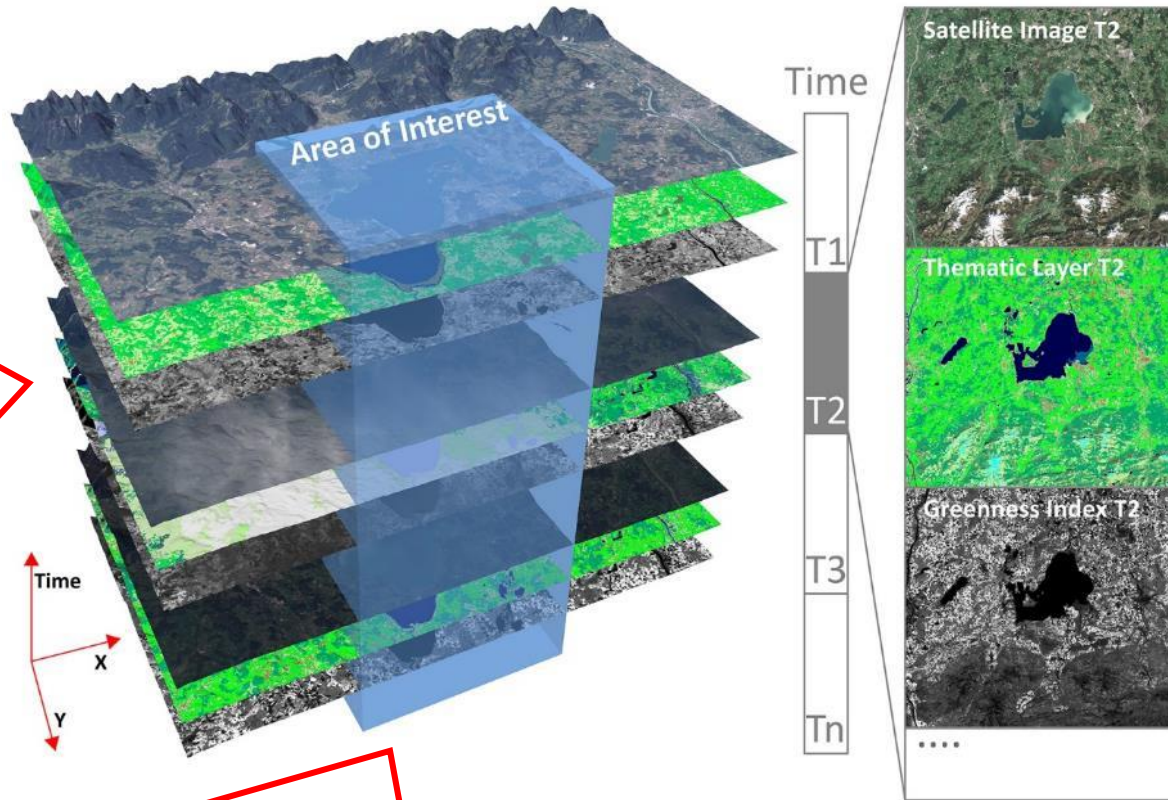 Area of Interest
Time
T1
T2
T3
Tn
Satellite Image T2
Thematic Layer T2
Greenness Index T2
....
Time
X
Y